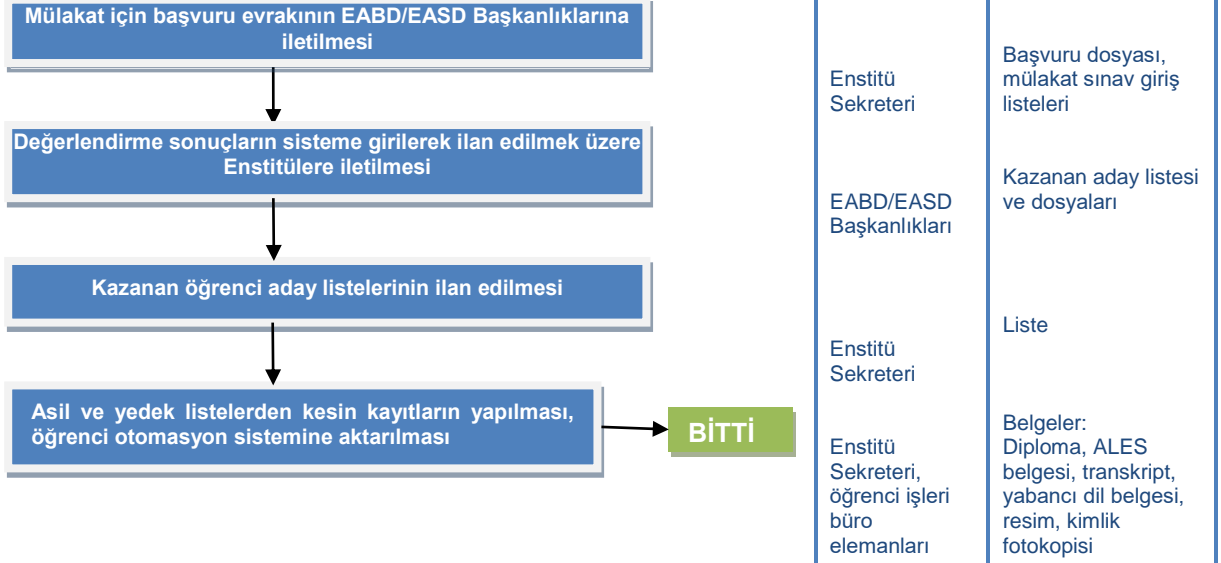 Mülakat için başvuru evrakının EABD/EASD Başkanlıklarına
iletilmesi
Enstitü
Sekreteri
Başvuru dosyası,
mülakat sınav giriş
listeleri
Değerlendirme sonuçların sisteme girilerek ilan edilmek üzere
Enstitülere iletilmesi
EABD/EASD
Başkanlıkları
Kazanan aday listesi
ve dosyaları
Kazanan öğrenci aday listelerinin ilan edilmesi
Enstitü
Sekreteri
Liste
Asil ve yedek listelerden kesin kayıtların yapılması,
öğrenci otomasyon sistemine aktarılması
BİTTİ
Enstitü
Sekreteri,
öğrenci işleri
büro
elemanları
Belgeler:
Diploma, ALES
belgesi, transkript,
yabancı dil belgesi,
resim, kimlik
fotokopisi